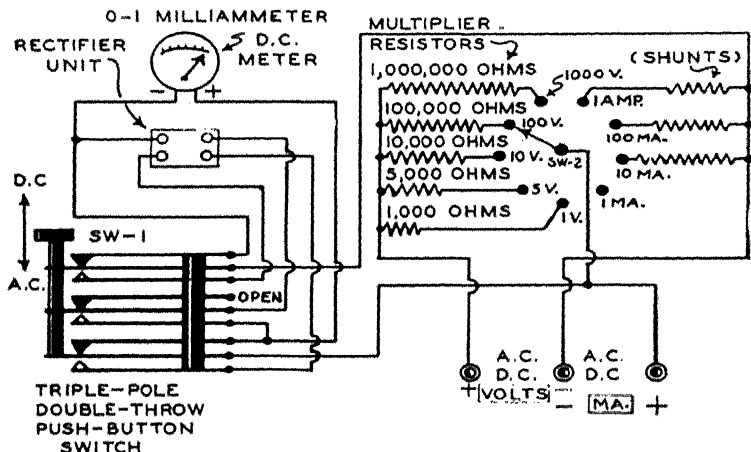 0-1 MILLIAMMETER
D.C.
METER
RECTIFIER
UNIT
- +
MULTIPLIER
RESISTORS
(SHUNTS)
1,000,000 OHMS
1000 V.
1 AMP.
100,000 OHMS
100 V.
100 MA.
10,000 OHMS
10 V.
SW-2
10 MA.
5,000 OHMS
5 V.
1 MA.
1,000 OHMS
1 V.
D.C
A.C.
SW-1
OPEN
TRIPLE-POLE
DOUBLE-THROW
PUSH-BUTTON
SWITCH
A.C. A.C.
D.C. D.C
+ VOLTS - MA. +